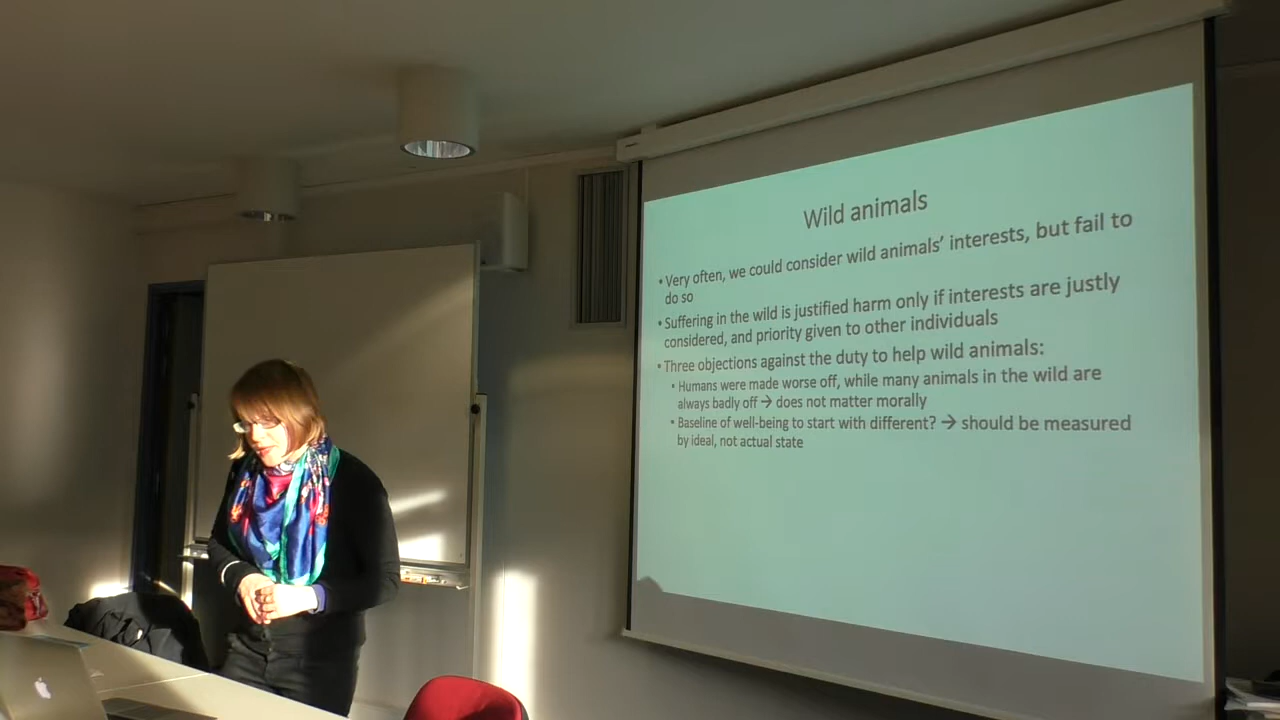 Wild animals
• Very often, we could consider wild animals' interests, but fail to
do so
• Suffering in the wild is justified harm only if interests are justly
considered, and priority given to other individuals
• Three objections against the duty to help wild animals:
• Humans were made worse off, while many animals in the wild are
always badly off → does not matter morally
• Baseline of well-being to start with different? → should be measured
by ideal, not actual state